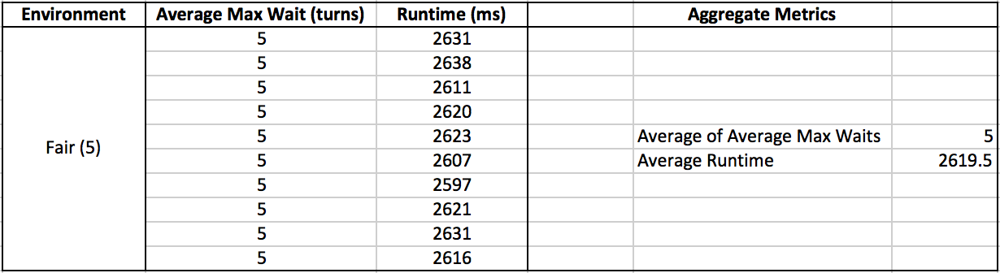 Environment Average Max Wait (turns) Runtime (ms) Aggregate Metrics
5 2631
5 2638
5 2611
5 2620
5 2623 Average of Average Max Waits 5
Fair (5)
5 2607 Average Runtime 2619.5
5 2597
5 2621
5 2631
5 2616